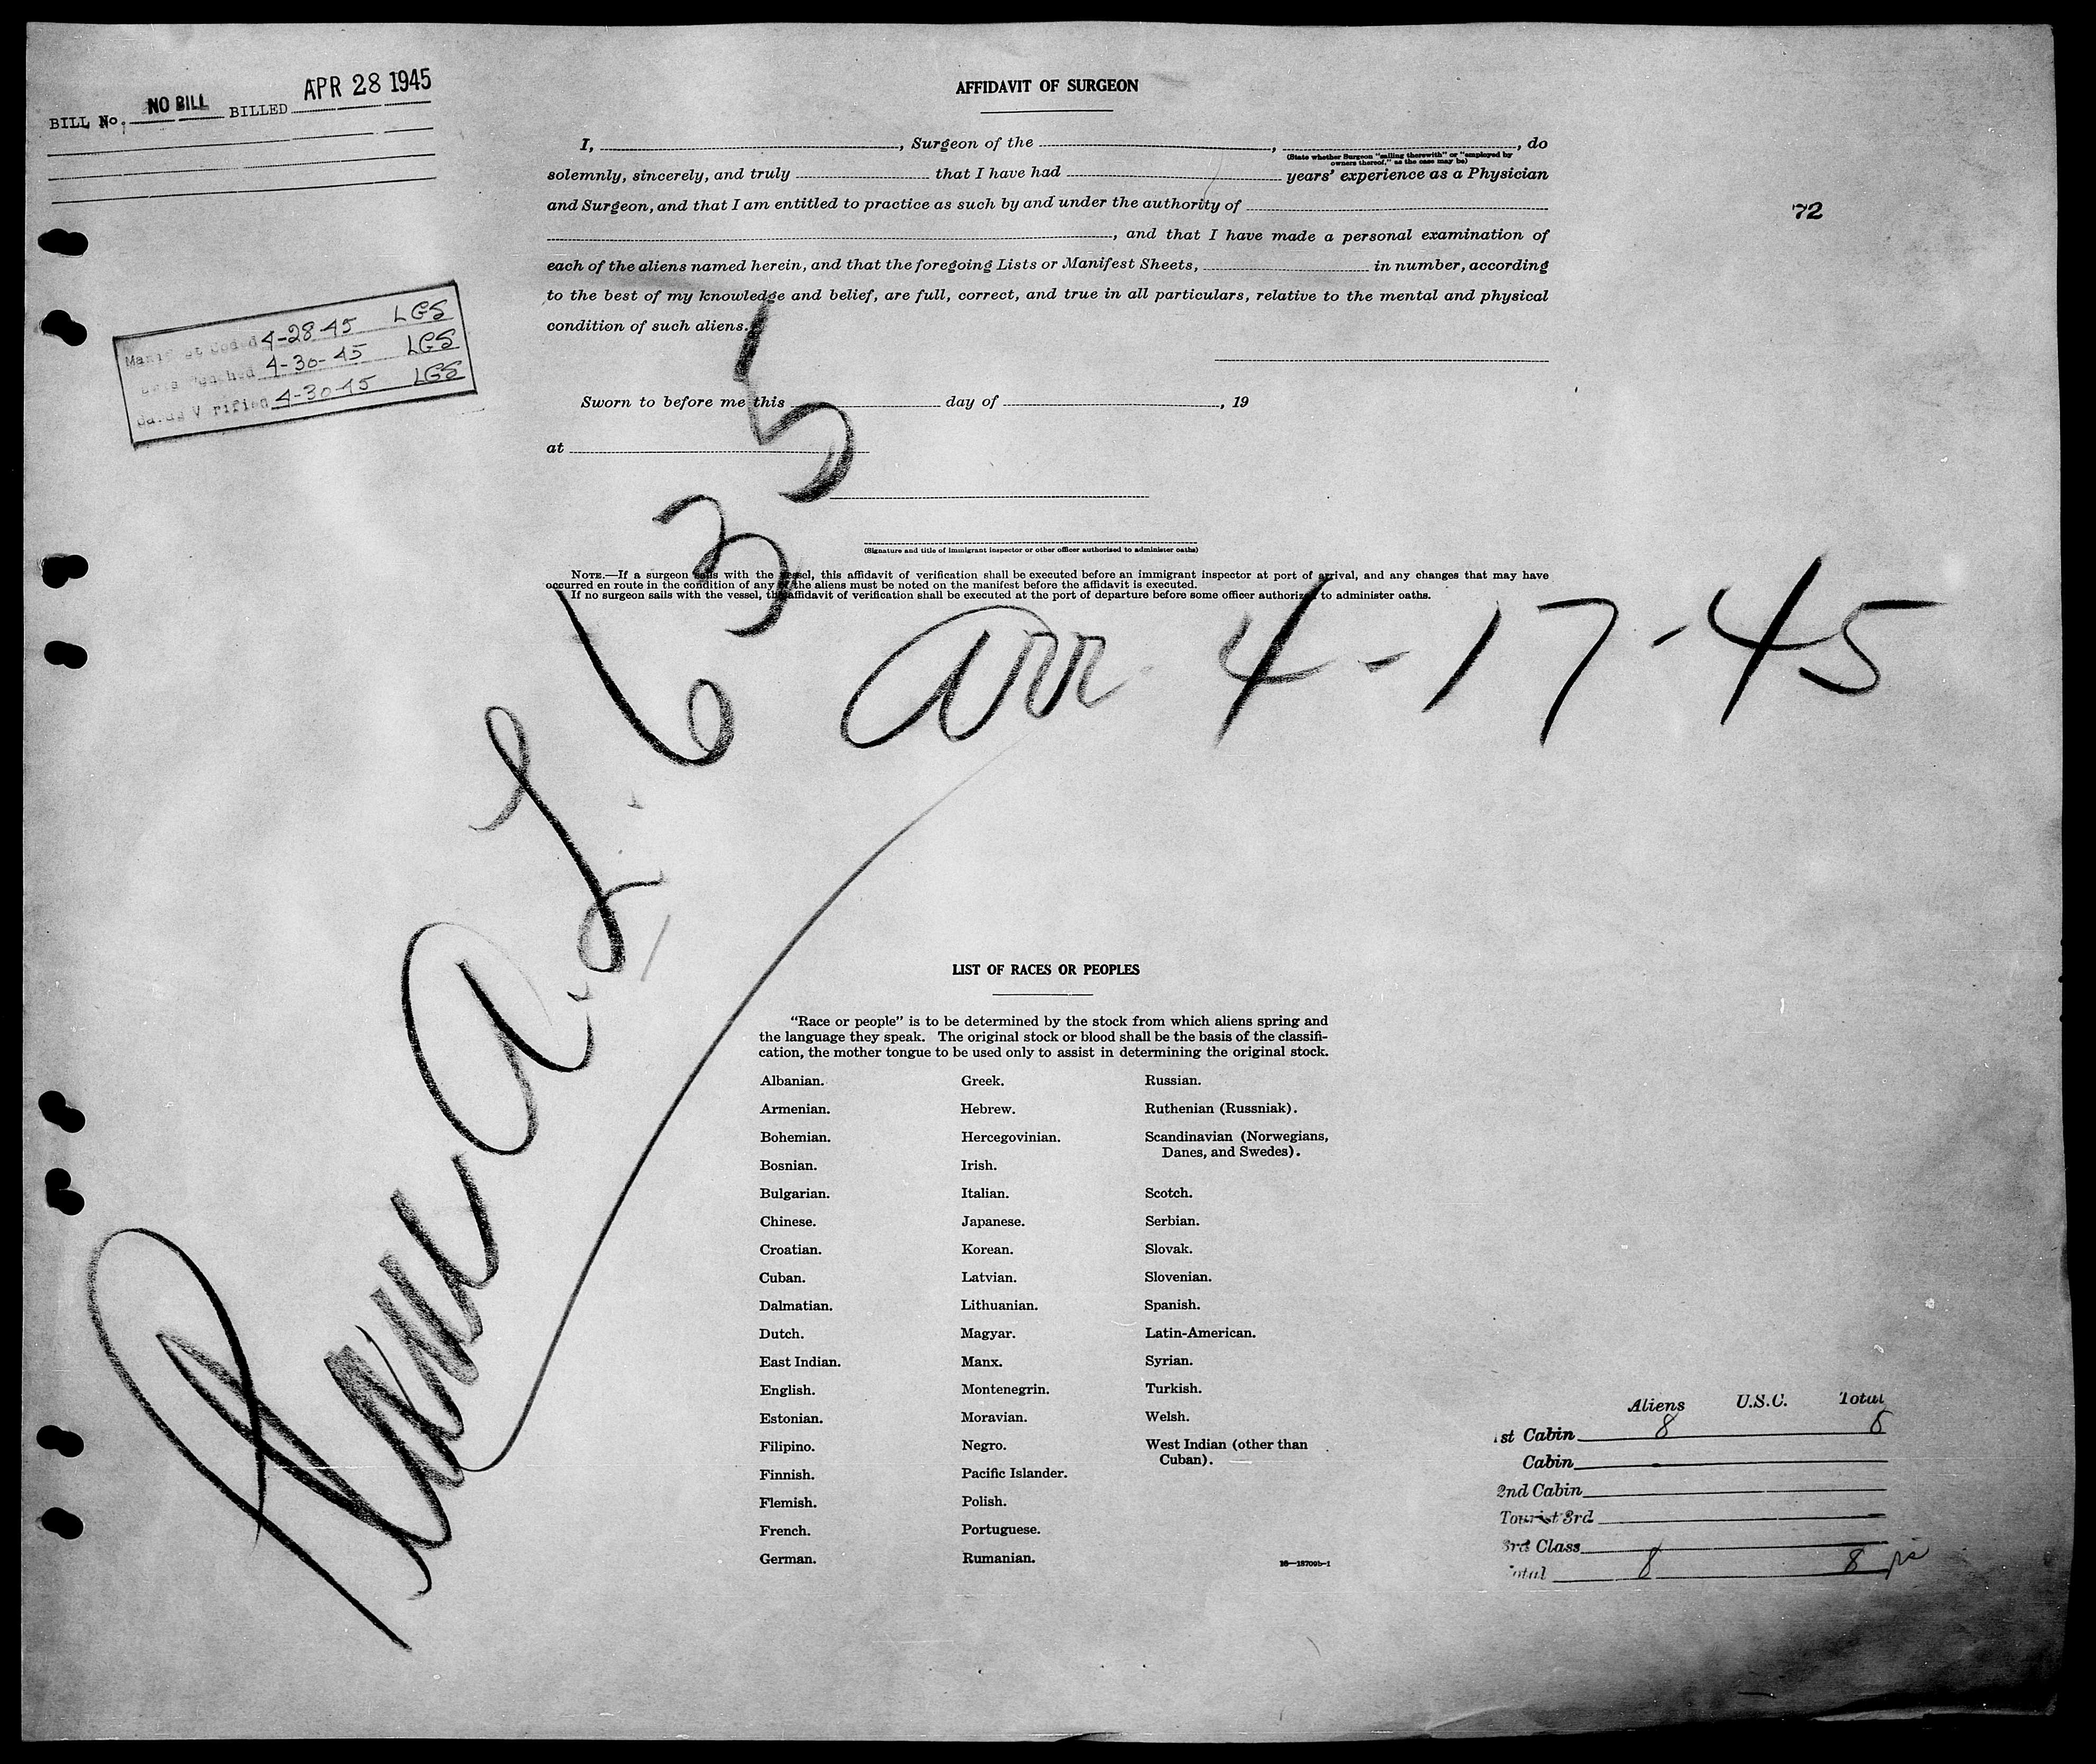 BILL No. NO BILL BILLED APR 28 1945
AFFIDAVIT OF SURGEON
I, , Surgeon of the , , do
(State whether Surgeon "sailing therewith" or "employed by
owners thereof," as the case may be)
solemnly, sincerely, and truly that I have had years' experience as a Physician
and Surgeon, and that I am entitled to practice as such by and under the authority of
, and that I have made a personal examination of
each of the aliens named herein, and that the foregoing Lists or Manifest Sheets, in number, according
to the best of my knowledge and belief, are full, correct, and true in all particulars, relative to the mental and physical
condition of such aliens.
72
Manifest Coded 4-28-45 LGS
Punched 4-30-45 LGS
Verified 4-30-45 LGS
Sworn to before me this day of , 19
at
(Signature and title of immigrant inspector or other officer authorized to administer oaths)
NOTE.—If a surgeon sails with the vessel, this affidavit of verification shall be executed before an immigrant inspector at port of arrival, and any changes that may have
occurred en route in the condition of any of the aliens must be noted on the manifest before the affidavit is executed.
If no surgeon sails with the vessel, the affidavit of verification shall be executed at the port of departure before some officer authorized to administer oaths.
635
Arr 4-17-45
LIST OF RACES OR PEOPLES
"Race or people" is to be determined by the stock from which aliens spring and
the language they speak. The original stock or blood shall be the basis of the classifi-
cation, the mother tongue to be used only to assist in determining the original stock.
Albanian.
Armenian.
Bohemian.
Bosnian.
Bulgarian.
Chinese.
Croatian.
Cuban.
Dalmatian.
Dutch.
East Indian.
English.
Estonian.
Filipino.
Finnish.
Flemish.
French.
German.
Greek.
Hebrew.
Hercegovinian.
Irish.
Italian.
Japanese.
Korean.
Latvian.
Lithuanian.
Magyar.
Manx.
Montenegrin.
Moravian.
Negro.
Pacific Islander.
Polish.
Portuguese.
Rumanian.
Russian.
Ruthenian (Russniak).
Scandinavian (Norwegians,
Danes, and Swedes).
Scotch.
Serbian.
Slovak.
Slovenian.
Spanish.
Latin-American.
Syrian.
Turkish.
Welsh.
West Indian (other than
Cuban).
16—18709b-1
Aliens U.S.C. Total
1st Cabin 8 8
Cabin
2nd Cabin
Tourist 3rd
3rd Class
Total 8 8